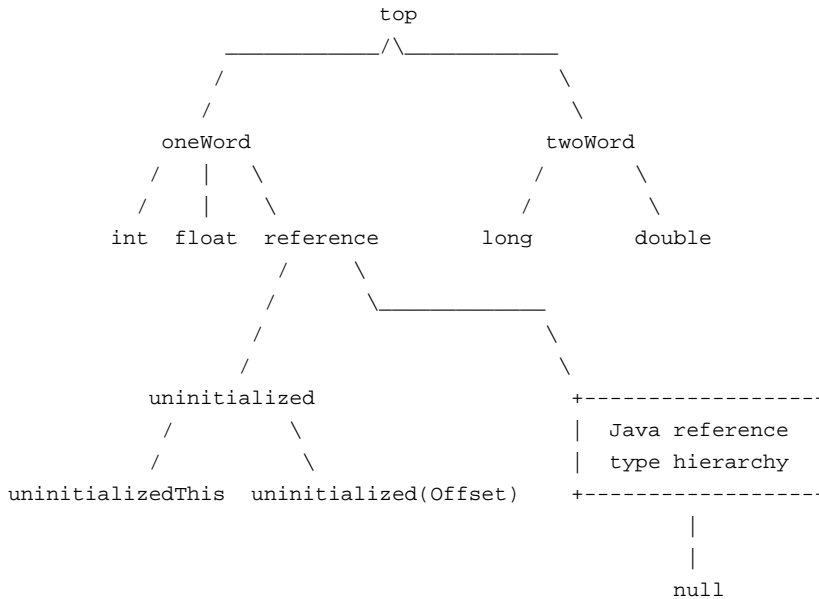 top
oneWord twoWord
int float reference long double
uninitialized
Java reference
type hierarchy
uninitializedThis uninitialized(Offset)
null